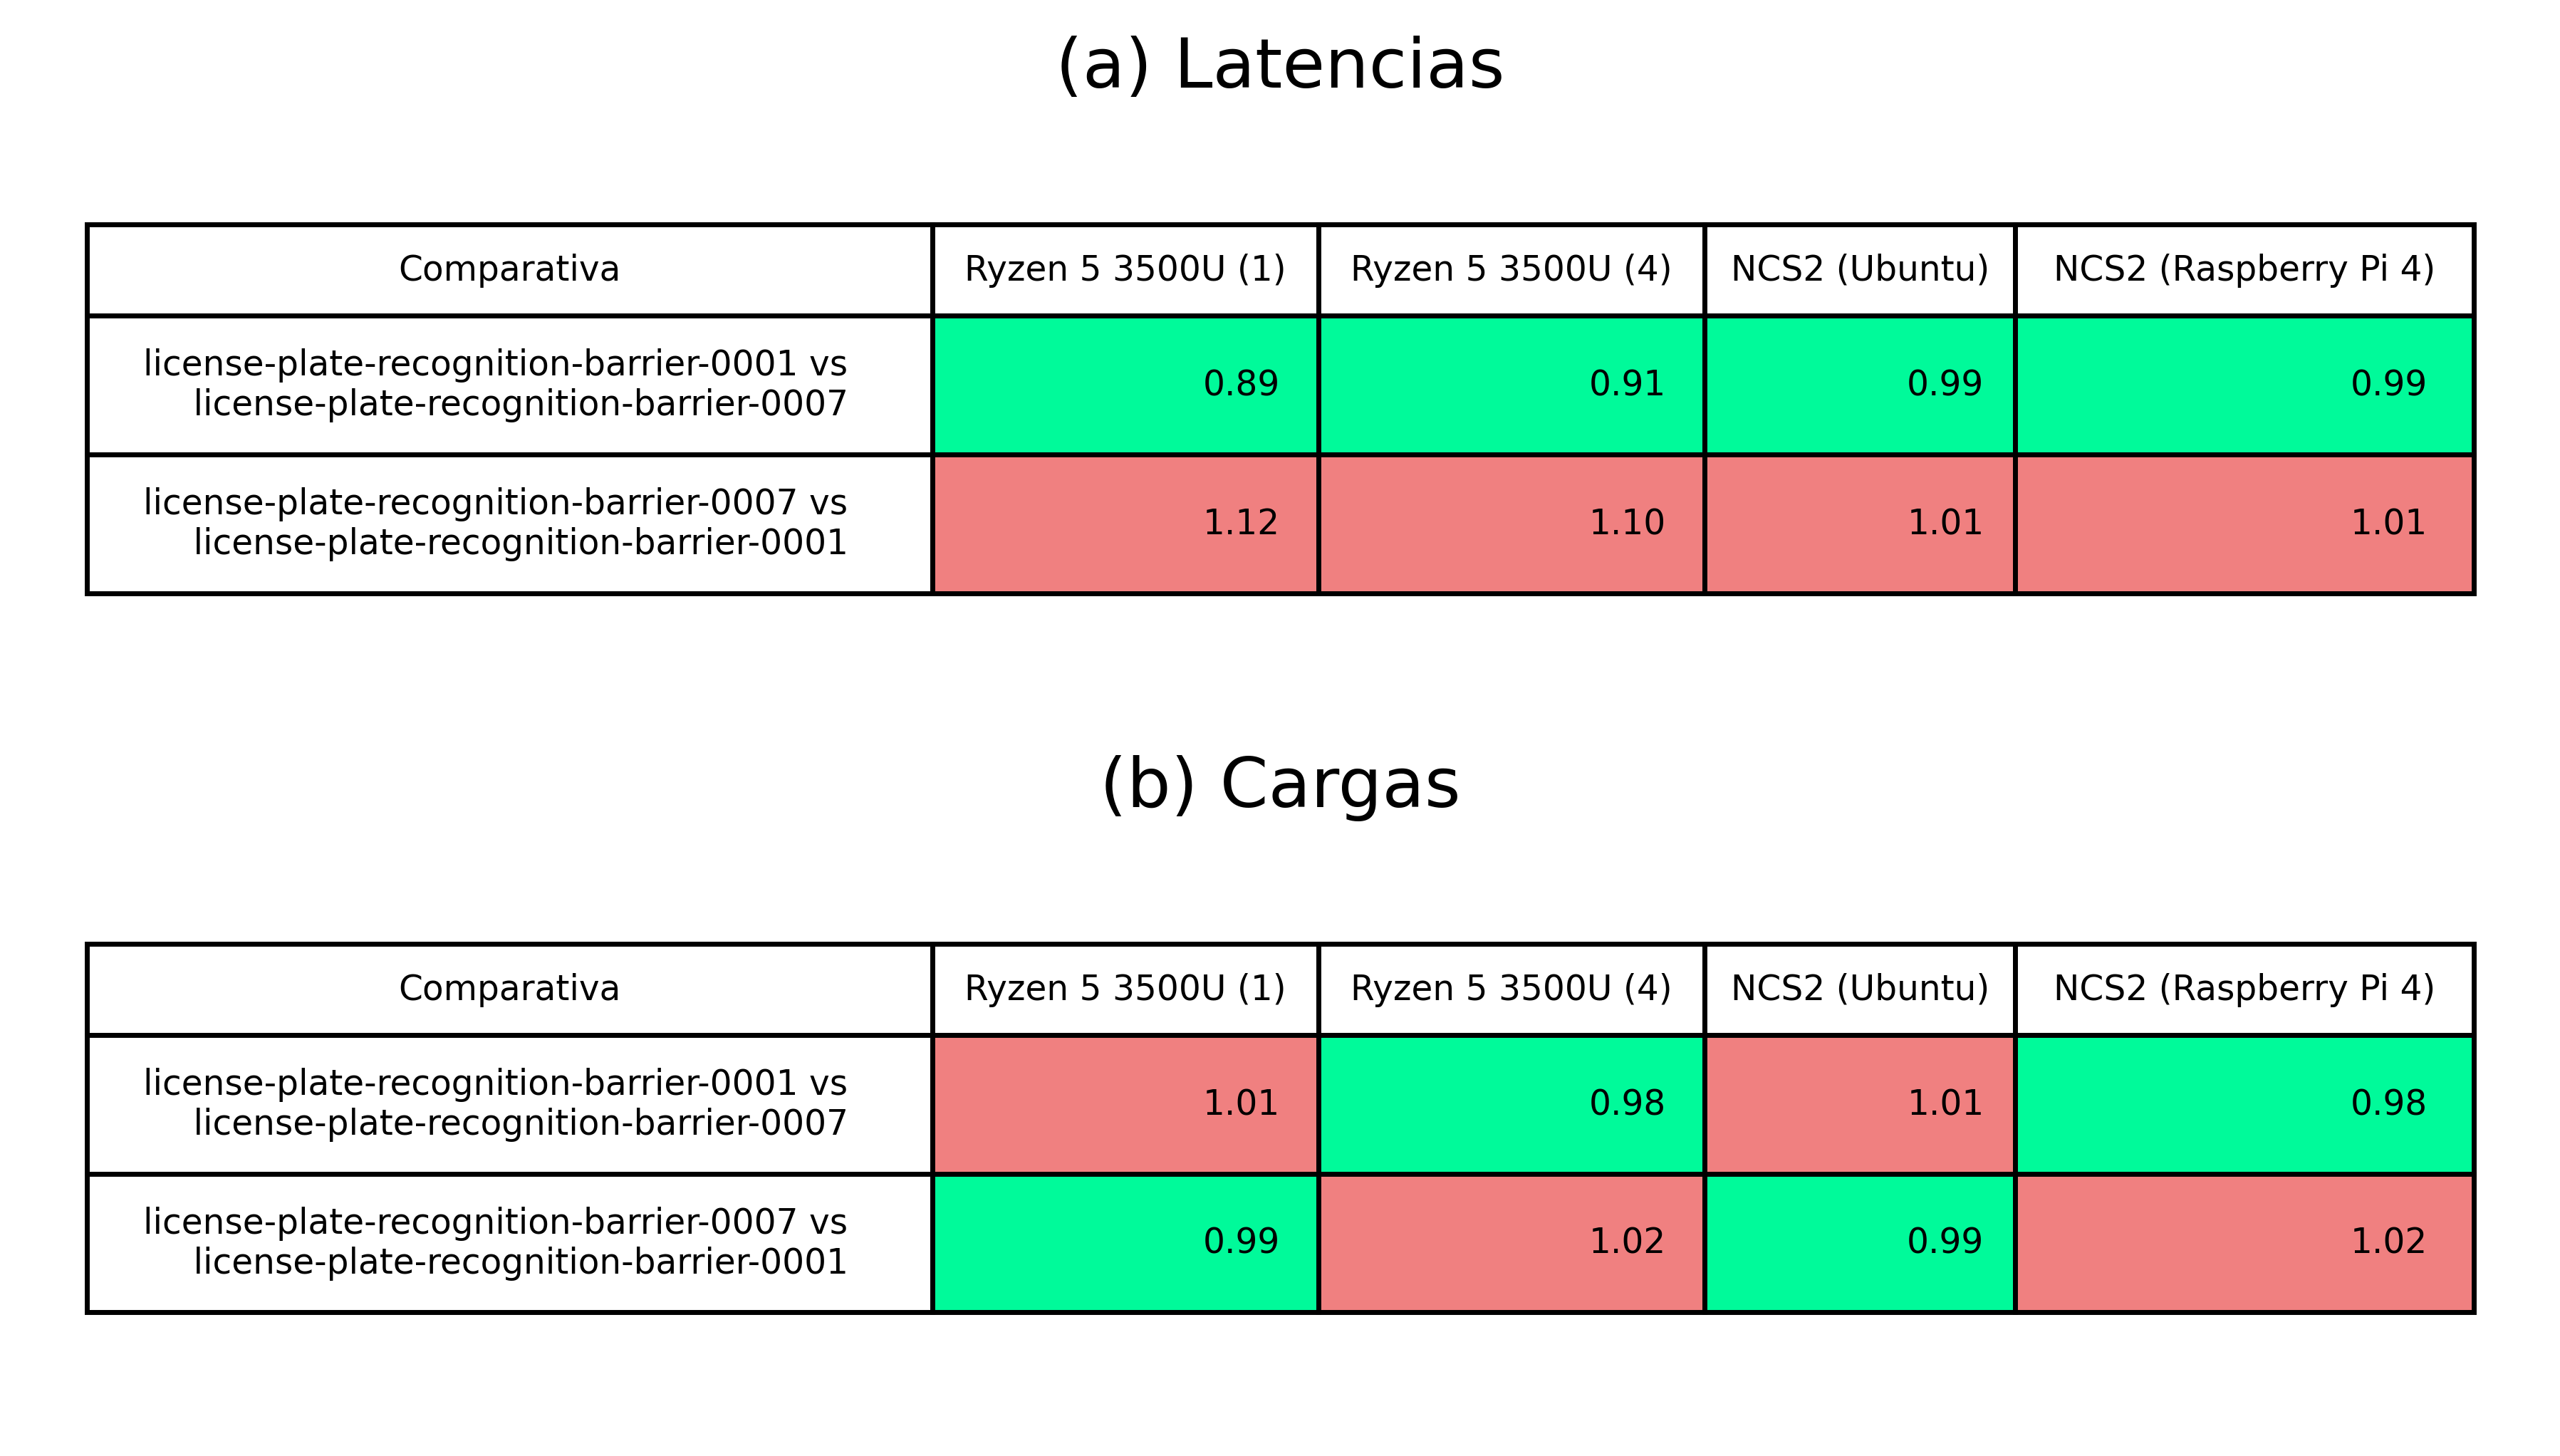 (a) Latencias
Comparativa Ryzen 5 3500U (1) Ryzen 5 3500U (4) NCS2 (Ubuntu) NCS2 (Raspberry Pi 4)
license-plate-recognition-barrier-0001 vs
license-plate-recognition-barrier-0007 0.89 0.91 0.99 0.99
license-plate-recognition-barrier-0007 vs
license-plate-recognition-barrier-0001 1.12 1.10 1.01 1.01
(b) Cargas
Comparativa Ryzen 5 3500U (1) Ryzen 5 3500U (4) NCS2 (Ubuntu) NCS2 (Raspberry Pi 4)
license-plate-recognition-barrier-0001 vs
license-plate-recognition-barrier-0007 1.01 0.98 1.01 0.98
license-plate-recognition-barrier-0007 vs
license-plate-recognition-barrier-0001 0.99 1.02 0.99 1.02